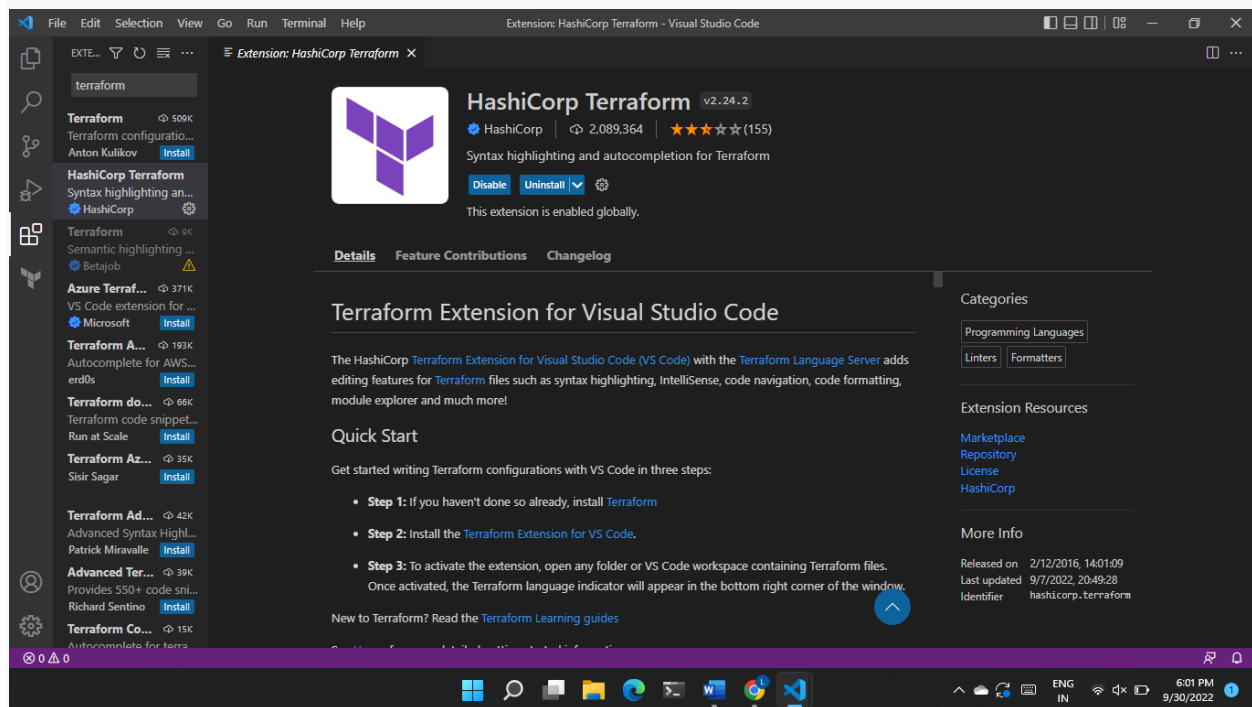 File Edit Selection View Go Run Terminal Help
Extension: HashiCorp Terraform - Visual Studio Code
EXTE...
Extension: HashiCorp Terraform
terraform
Terraform 509K
Terraform configuratio...
Anton Kulikov Install
HashiCorp Terraform
Syntax highlighting an...
HashiCorp
Terraform 9K
Semantic highlighting ...
Betajob
Azure Terraf... 371K
VS Code extension for ...
Microsoft Install
Terraform A... 193K
Autocomplete for AWS...
erd0s Install
Terraform do... 66K
Terraform code snippet...
Run at Scale Install
Terraform Az... 35K
Sisir Sagar Install
Terraform Ad... 42K
Advanced Syntax Highl...
Patrick Miravalle Install
Advanced Ter... 39K
Provides 550+ code sni...
Richard Sentino Install
Terraform Co... 15K
Autocomplete for terra
HashiCorp Terraform v2.24.2
HashiCorp 2,089,364 (155)
Syntax highlighting and autocompletion for Terraform
Disable Uninstall
This extension is enabled globally.
Details Feature Contributions Changelog
Terraform Extension for Visual Studio Code
The HashiCorp Terraform Extension for Visual Studio Code (VS Code) with the Terraform Language Server adds
editing features for Terraform files such as syntax highlighting, IntelliSense, code navigation, code formatting,
module explorer and much more!
Quick Start
Get started writing Terraform configurations with VS Code in three steps:
• Step 1: If you haven't done so already, install Terraform
• Step 2: Install the Terraform Extension for VS Code.
• Step 3: To activate the extension, open any folder or VS Code workspace containing Terraform files.
Once activated, the Terraform language indicator will appear in the bottom right corner of the window.
New to Terraform? Read the Terraform Learning guides
Categories
Programming Languages
Linters Formatters
Extension Resources
Marketplace
Repository
License
HashiCorp
More Info
Released on 2/12/2016, 14:01:09
Last updated 9/7/2022, 20:49:28
Identifier hashicorp.terraform
0 0
ENG
IN
6:01 PM
9/30/2022
1